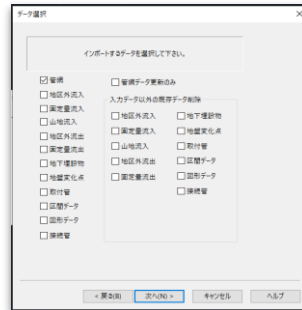 データ選択
インポートするデータを選択して下さい。
管網
地区外流入
固定量流入
山地流入
地区外流出
固定量流出
地下埋設物
地盤変化点
取付管
区間データ
図形データ
接続管
管網データ更新のみ
入力データ以外の既存データ削除
地区外流入
固定量流入
山地流入
地区外流出
固定量流出
地下埋設物
地盤変化点
取付管
区間データ
図形データ
接続管
< 戻る(B)
次へ(N) >
キャンセル
ヘルプ